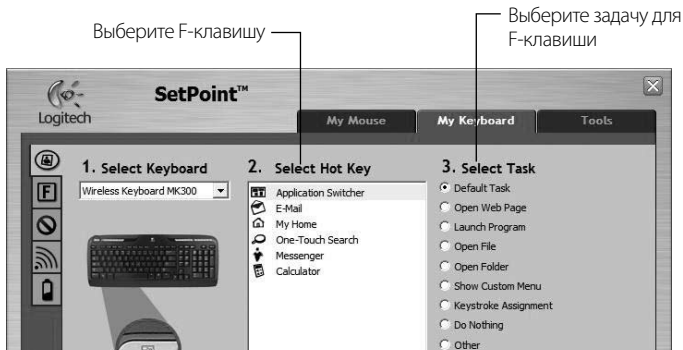 Выберите F-клавишу
Выберите задачу для
F-клавиши
Logitech
SetPoint™
My Mouse
My Keyboard
Tools
1. Select Keyboard
Wireless Keyboard MK300
2. Select Hot Key
Application Switcher
E-Mail
My Home
One-Touch Search
Messenger
Calculator
3. Select Task
Default Task
Open Web Page
Launch Program
Open File
Open Folder
Show Custom Menu
Keystroke Assignment
Do Nothing
Other